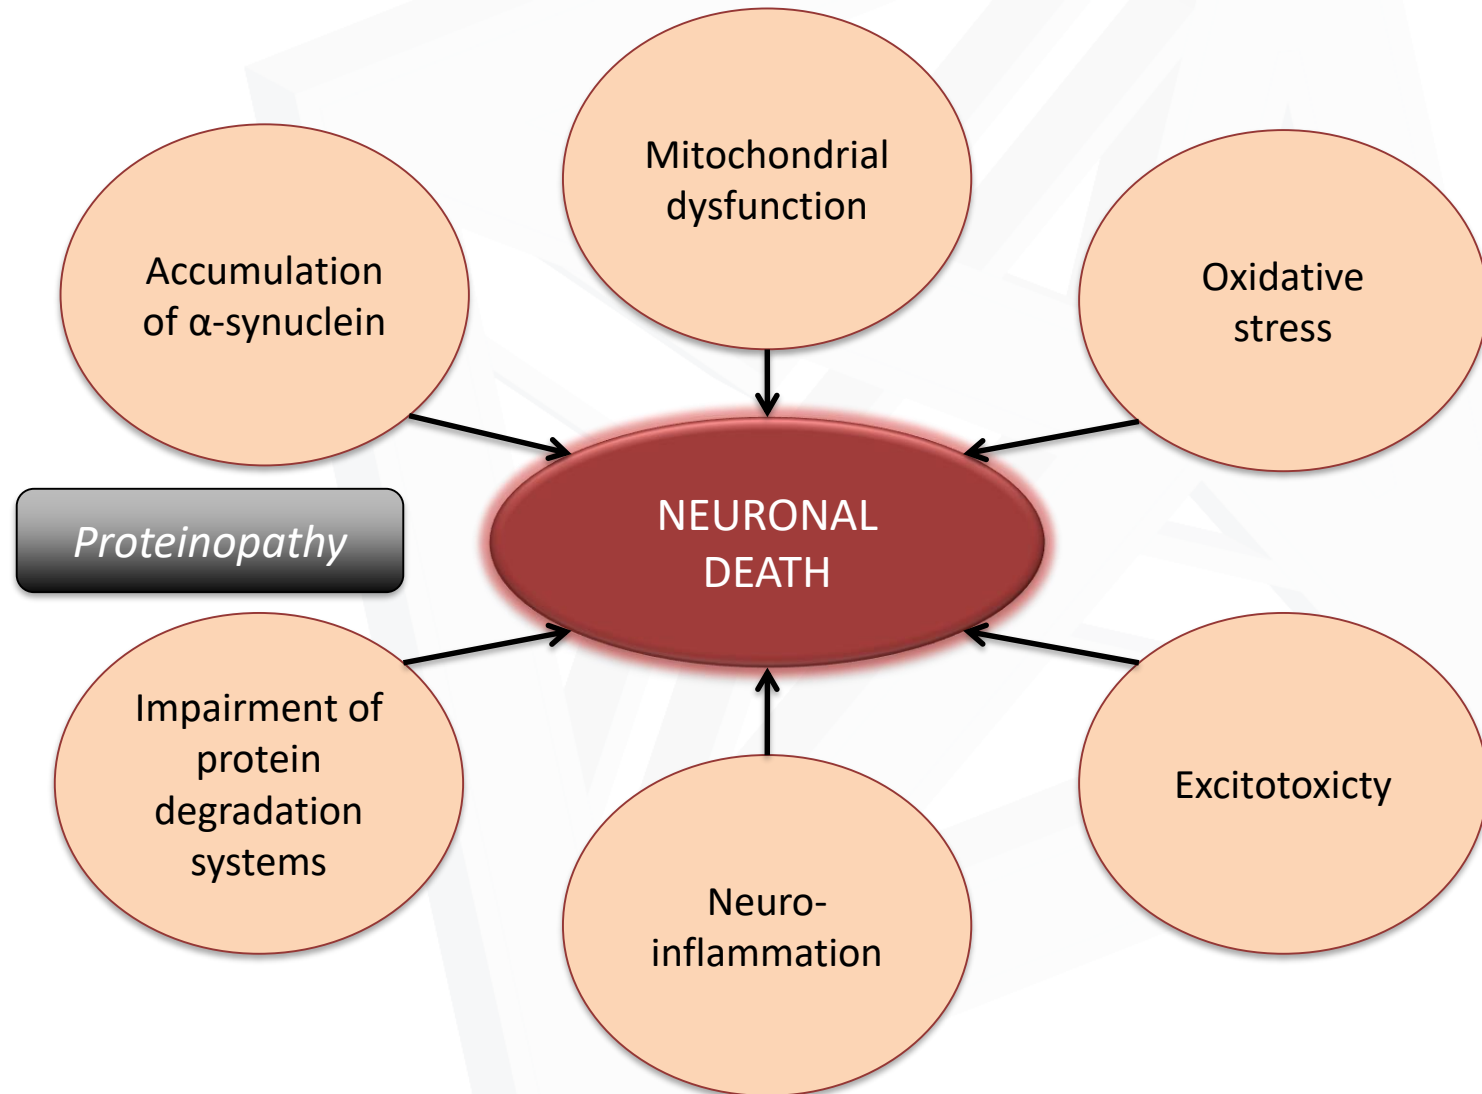 Mitochondrial
dysfunction
Accumulation
of α-synuclein
Oxidative
stress
NEURONAL
DEATH
Proteinopathy
Impairment of
protein
degradation
systems
Excitotoxicty
Neuro-
inflammation